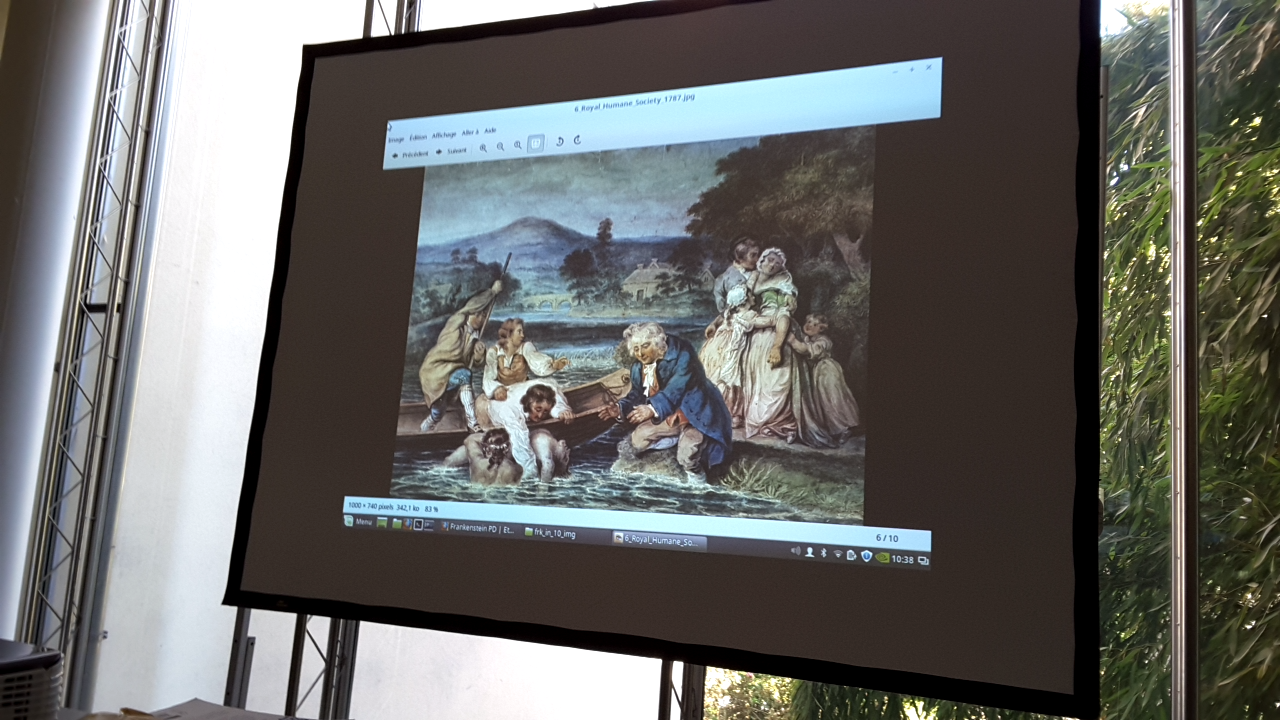 6_Royal_Humane_Society_1787.jpg
Image Édition Affichage Aller à Aide
Précédent Suivant
1000 × 740 pixels 342,1 ko 83 %
6 / 10
Menu Frankenstein PD | Et... frk_in_10_img 6_Royal_Humane_So... 10:38